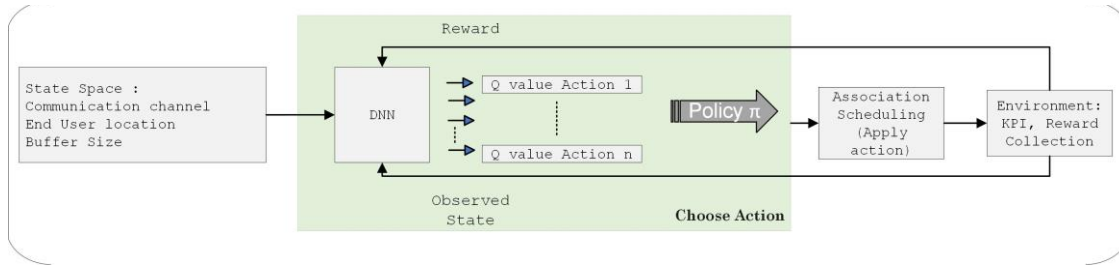 Reward
State Space :
Communication channel
End User location
Buffer Size
DNN
Q value Action 1
Q value Action n
Policy π
Association
Scheduling
(Apply
action)
Environment:
KPI, Reward
Collection
Observed
State
Choose Action